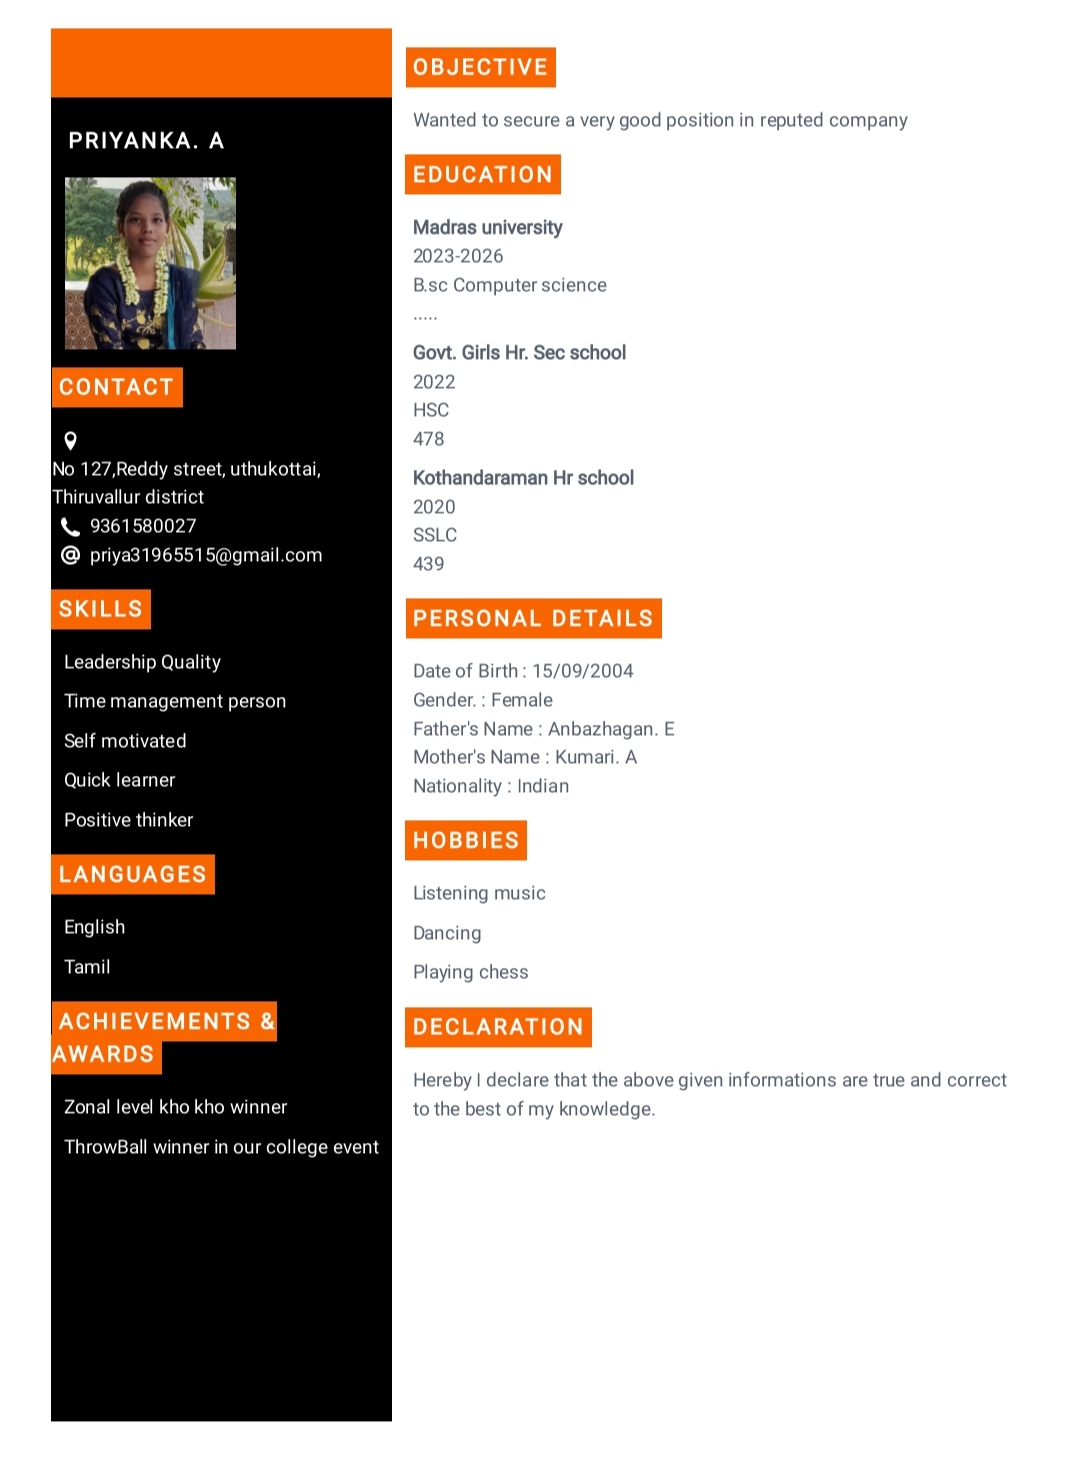 PRIYANKA. A
CONTACT
No 127,Reddy street, uthukottai,
Thiruvallur district
9361580027
priya31965515@gmail.com
SKILLS
Leadership Quality
Time management person
Self motivated
Quick learner
Positive thinker
LANGUAGES
English
Tamil
ACHIEVEMENTS &
AWARDS
Zonal level kho kho winner
ThrowBall winner in our college event
OBJECTIVE
Wanted to secure a very good position in reputed company
EDUCATION
Madras university
2023-2026
B.sc Computer science
.....
Govt. Girls Hr. Sec school
2022
HSC
478
Kothandaraman Hr school
2020
SSLC
439
PERSONAL DETAILS
Date of Birth : 15/09/2004
Gender. : Female
Father's Name : Anbazhagan. E
Mother's Name : Kumari. A
Nationality : Indian
HOBBIES
Listening music
Dancing
Playing chess
DECLARATION
Hereby I declare that the above given informations are true and correct
to the best of my knowledge.